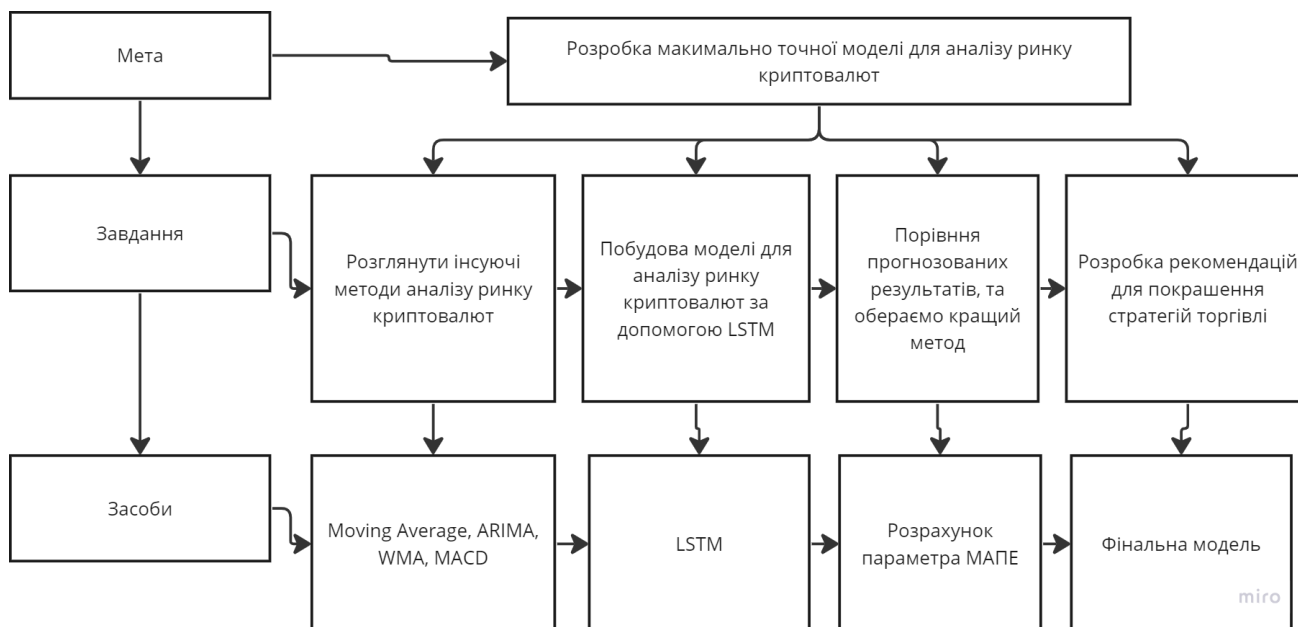 Мета
Розробка макимально точної моделі для аналізу ринку
криптовалют
Завдання
Розглянути інсуючі
методи аналізу ринку
криптовалют
Побудова моделі для
аналізу ринку
криптовалют за
допомогою LSTM
Порівння
прогнозованих
результатів, та
обераємо кращий
метод
Розробка рекомендацій
для покрашення
стратегій торгівлі
Засоби
Moving Average, ARIMA,
WMA, MACD
LSTM
Розрахунок
параметра МАПЕ
Фінальна модель
miro